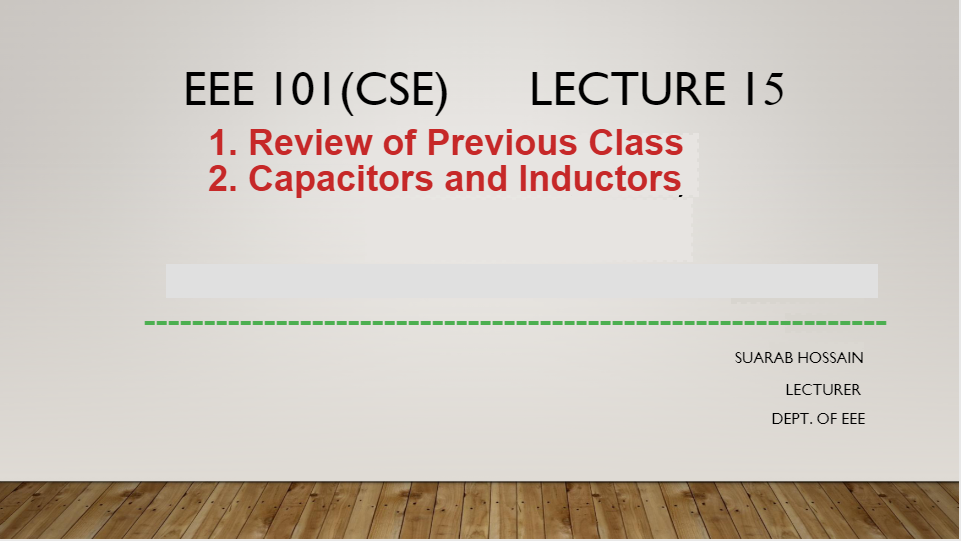 EEE 101(CSE) LECTURE 15
1. Review of Previous Class
2. Capacitors and Inductors
SUARAB HOSSAIN
LECTURER
DEPT. OF EEE